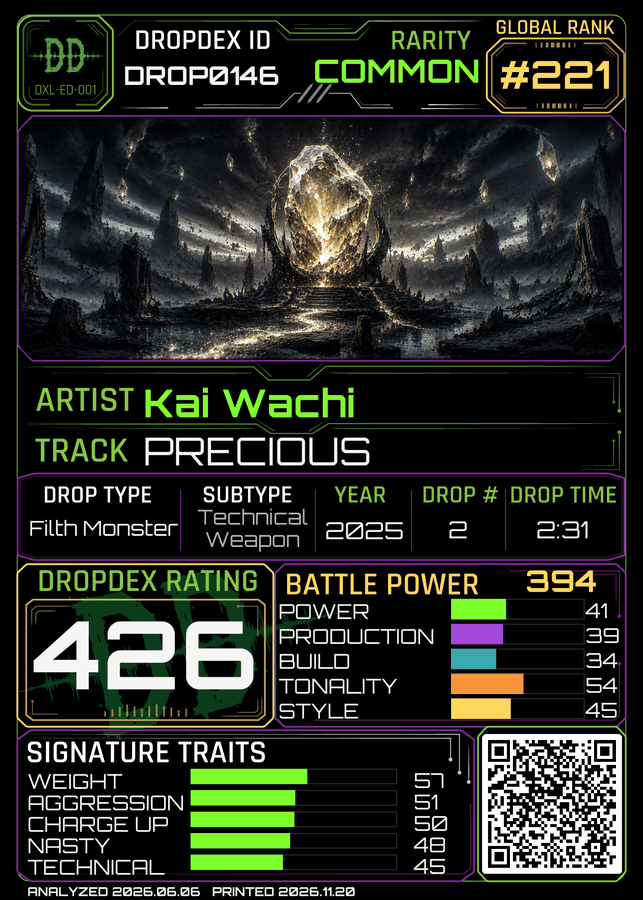 DD
DXL-ED-001
DROPDEX ID
DROP0146
RARITY
COMMON
GLOBAL RANK
#221
ARTIST Kai Wachi
TRACK PRECIOUS
DROP TYPE SUBTYPE YEAR DROP # DROP TIME
Filth Monster Technical Weapon 2025 2 2:31
DROPDEX RATING
426
BATTLE POWER 394
POWER 41
PRODUCTION 39
BUILD 34
TONALITY 54
STYLE 45
SIGNATURE TRAITS
WEIGHT 57
AGGRESSION 51
CHARGE UP 50
NASTY 48
TECHNICAL 45
ANALYZED 2026.06.06 PRINTED 2026.11.20